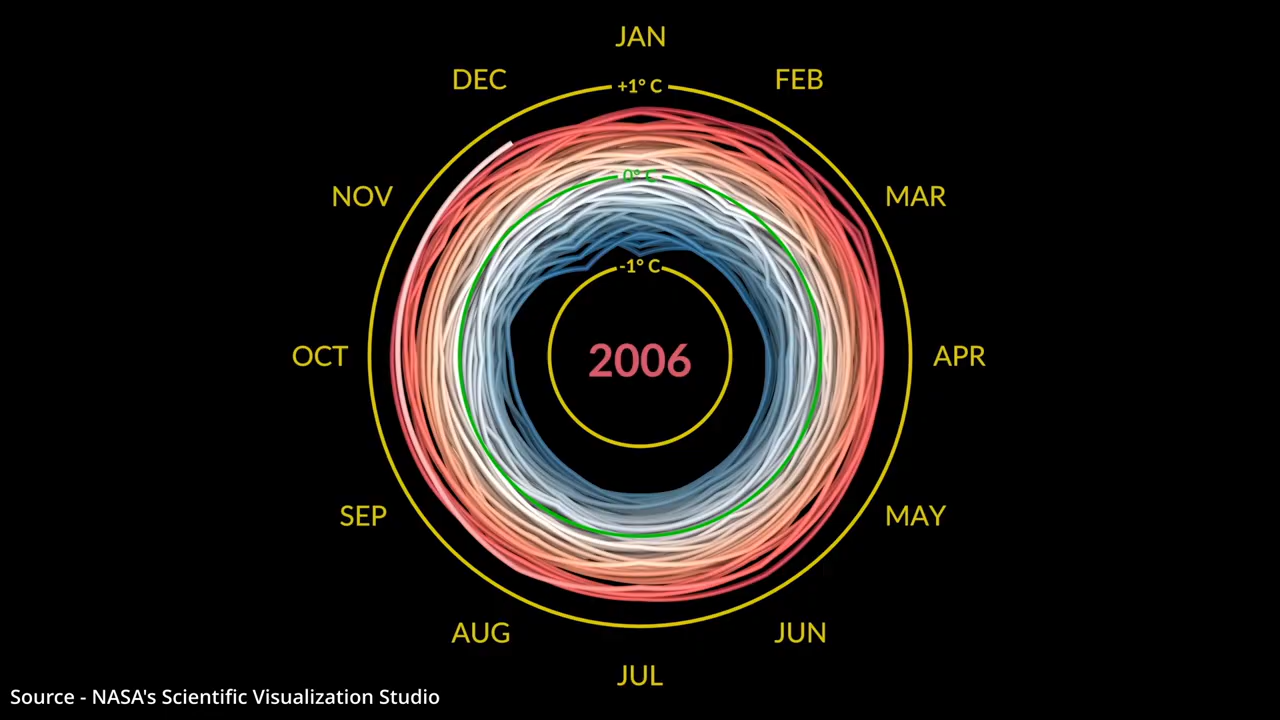 JAN
DEC
FEB
+1° C
NOV
0° C
MAR
-1° C
OCT
2006
APR
SEP
MAY
AUG
JUN
JUL
Source - NASA's Scientific Visualization Studio